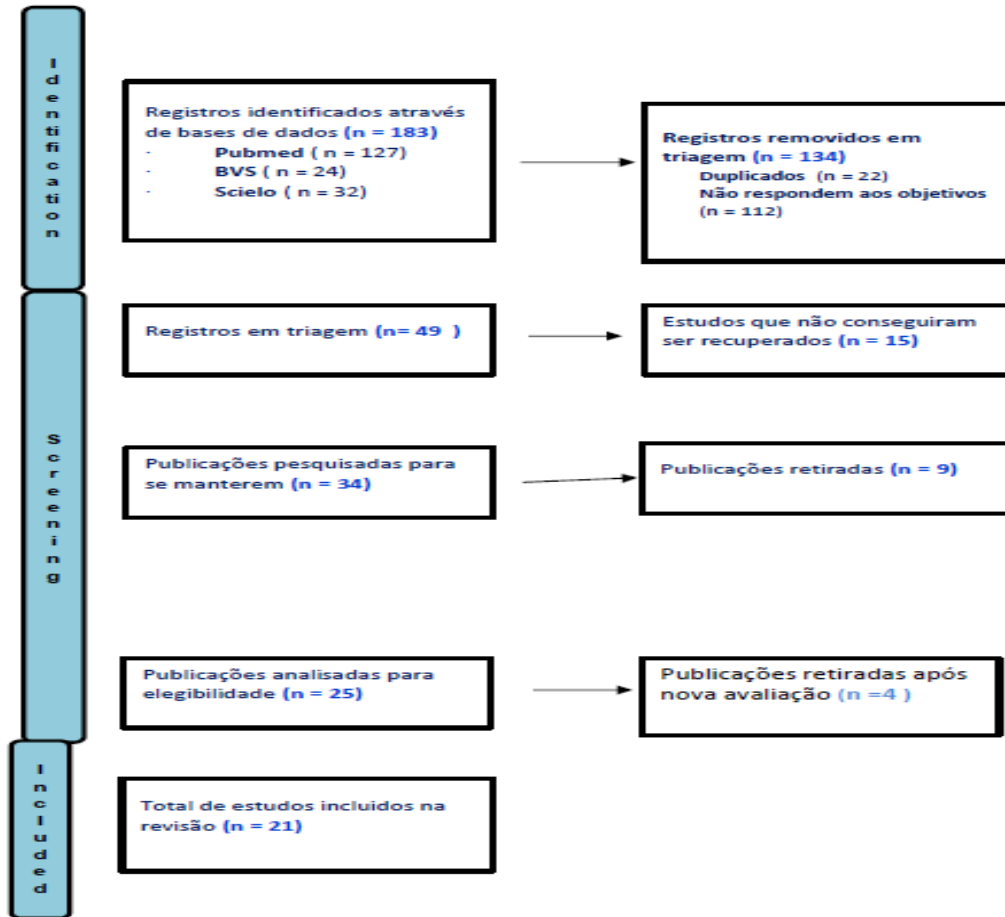 Identification
Registros identificados através
de bases de dados (n = 183)
· Pubmed ( n = 127)
· BVS ( n = 24)
· Scielo ( n = 32)
Registros removidos em
triagem (n = 134)
Duplicados (n = 22)
Não respondem aos objetivos
(n = 112)
Screening
Registros em triagem (n= 49 )
Estudos que não conseguiram
ser recuperados (n = 15)
Publicações pesquisadas para
se manterem (n = 34)
Publicações retiradas (n = 9)
Publicações analisadas para
elegibilidade (n = 25)
Publicações retiradas após
nova avaliação (n =4 )
Included
Total de estudos incluidos na
revisão (n = 21)